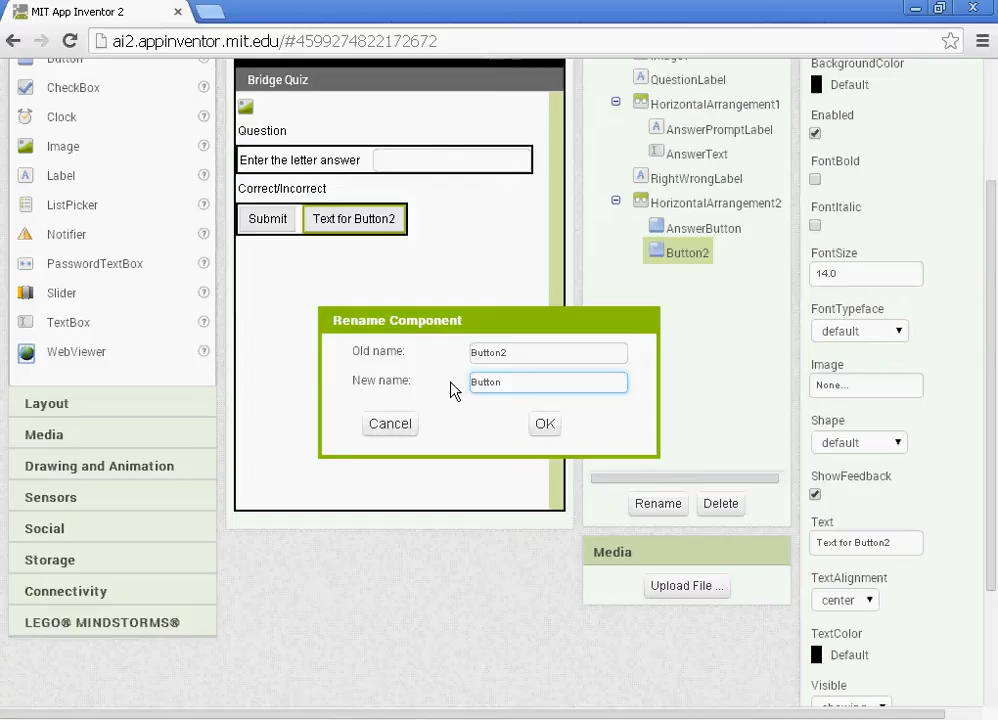 MIT App Inventor 2
ai2.appinventor.mit.edu/#4599274822172672
Button
CheckBox
Clock
Image
Label
ListPicker
Notifier
PasswordTextBox
Slider
TextBox
WebViewer
Layout
Media
Drawing and Animation
Sensors
Social
Storage
Connectivity
LEGO® MINDSTORMS®
Bridge Quiz
Question
Enter the letter answer
Correct/Incorrect
Submit Text for Button2
Rename Component
Old name: Button2
New name: Button
Cancel OK
QuestionLabel
HorizontalArrangement1
AnswerPromptLabel
AnswerText
RightWrongLabel
HorizontalArrangement2
AnswerButton
Button2
Rename Delete
Media
Upload File ...
BackgroundColor
Default
Enabled
FontBold
FontItalic
FontSize
14.0
FontTypeface
default
Image
None...
Shape
default
ShowFeedback
Text
Text for Button2
TextAlignment
center
TextColor
Default
Visible
showing